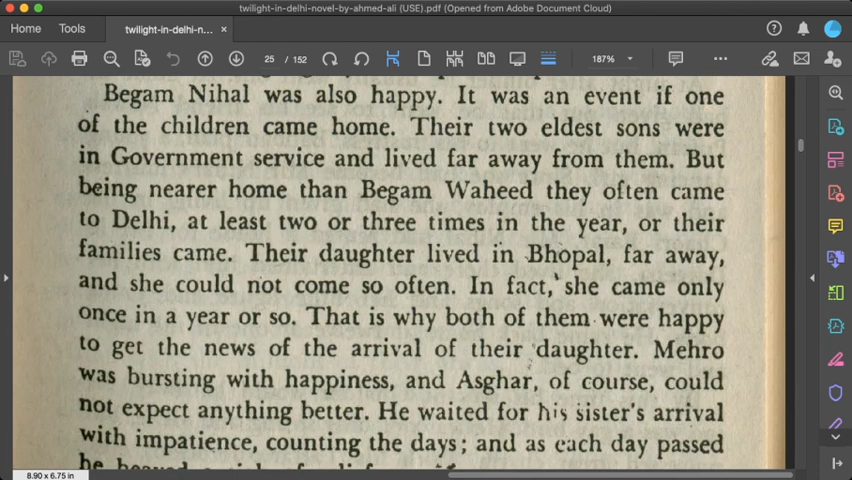 twilight-in-delhi-novel-by-ahmed-ali (USE).pdf (Opened from Adobe Document Cloud)
Home Tools twilight-in-delhi-n... ×
25 / 152 187%
Begam Nihal was also happy. It was an event if one
of the children came home. Their two eldest sons were
in Government service and lived far away from them. But
being nearer home than Begam Waheed they often came
to Delhi, at least two or three times in the year, or their
families came. Their daughter lived in Bhopal, far away,
and she could not come so often. In fact, she came only
once in a year or so. That is why both of them were happy
to get the news of the arrival of their daughter. Mehro
was bursting with happiness, and Asghar, of course, could
not expect anything better. He waited for his sister's arrival
with impatience, counting the days; and as each day passed
he heaved a sigh of
8.90 x 6.75 in